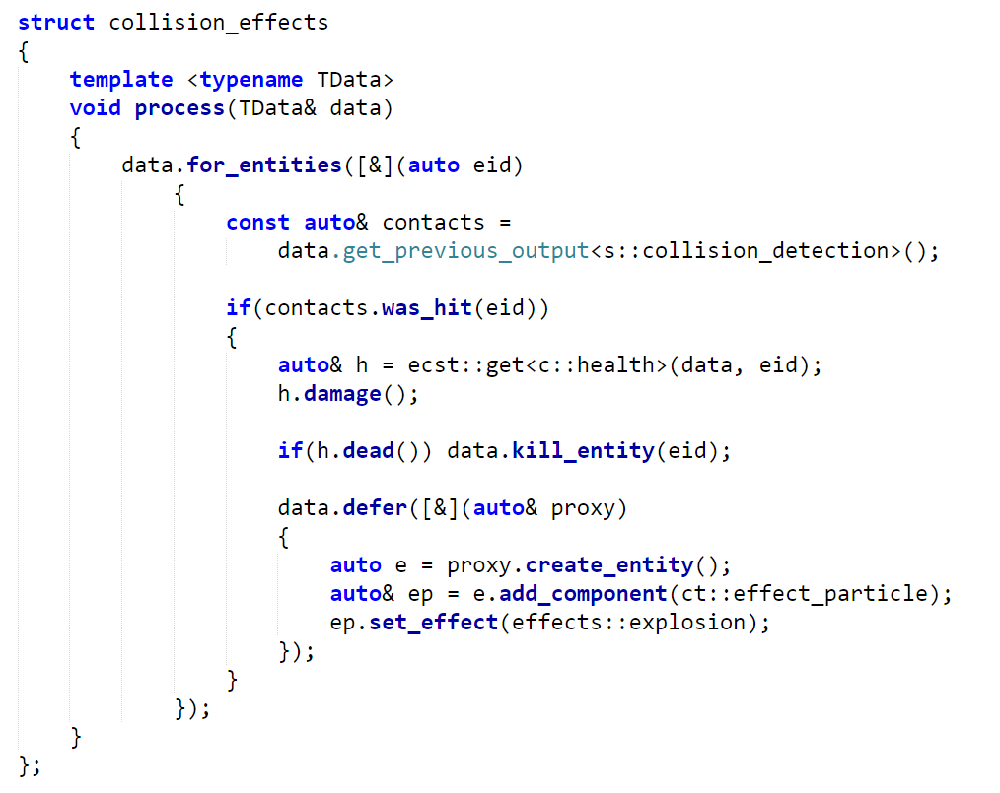 struct collision_effects
{
    template <typename TData>
    void process(TData& data)
    {
        data.for_entities([&](auto eid)
            {
                const auto& contacts =
                    data.get_previous_output<s::collision_detection>();

                if(contacts.was_hit(eid))
                {
                    auto& h = ecst::get<c::health>(data, eid);
                    h.damage();

                    if(h.dead()) data.kill_entity(eid);

                    data.defer([&](auto& proxy)
                    {
                        auto e = proxy.create_entity();
                        auto& ep = e.add_component(ct::effect_particle);
                        ep.set_effect(effects::explosion);
                    });
                }
            });
    }
};